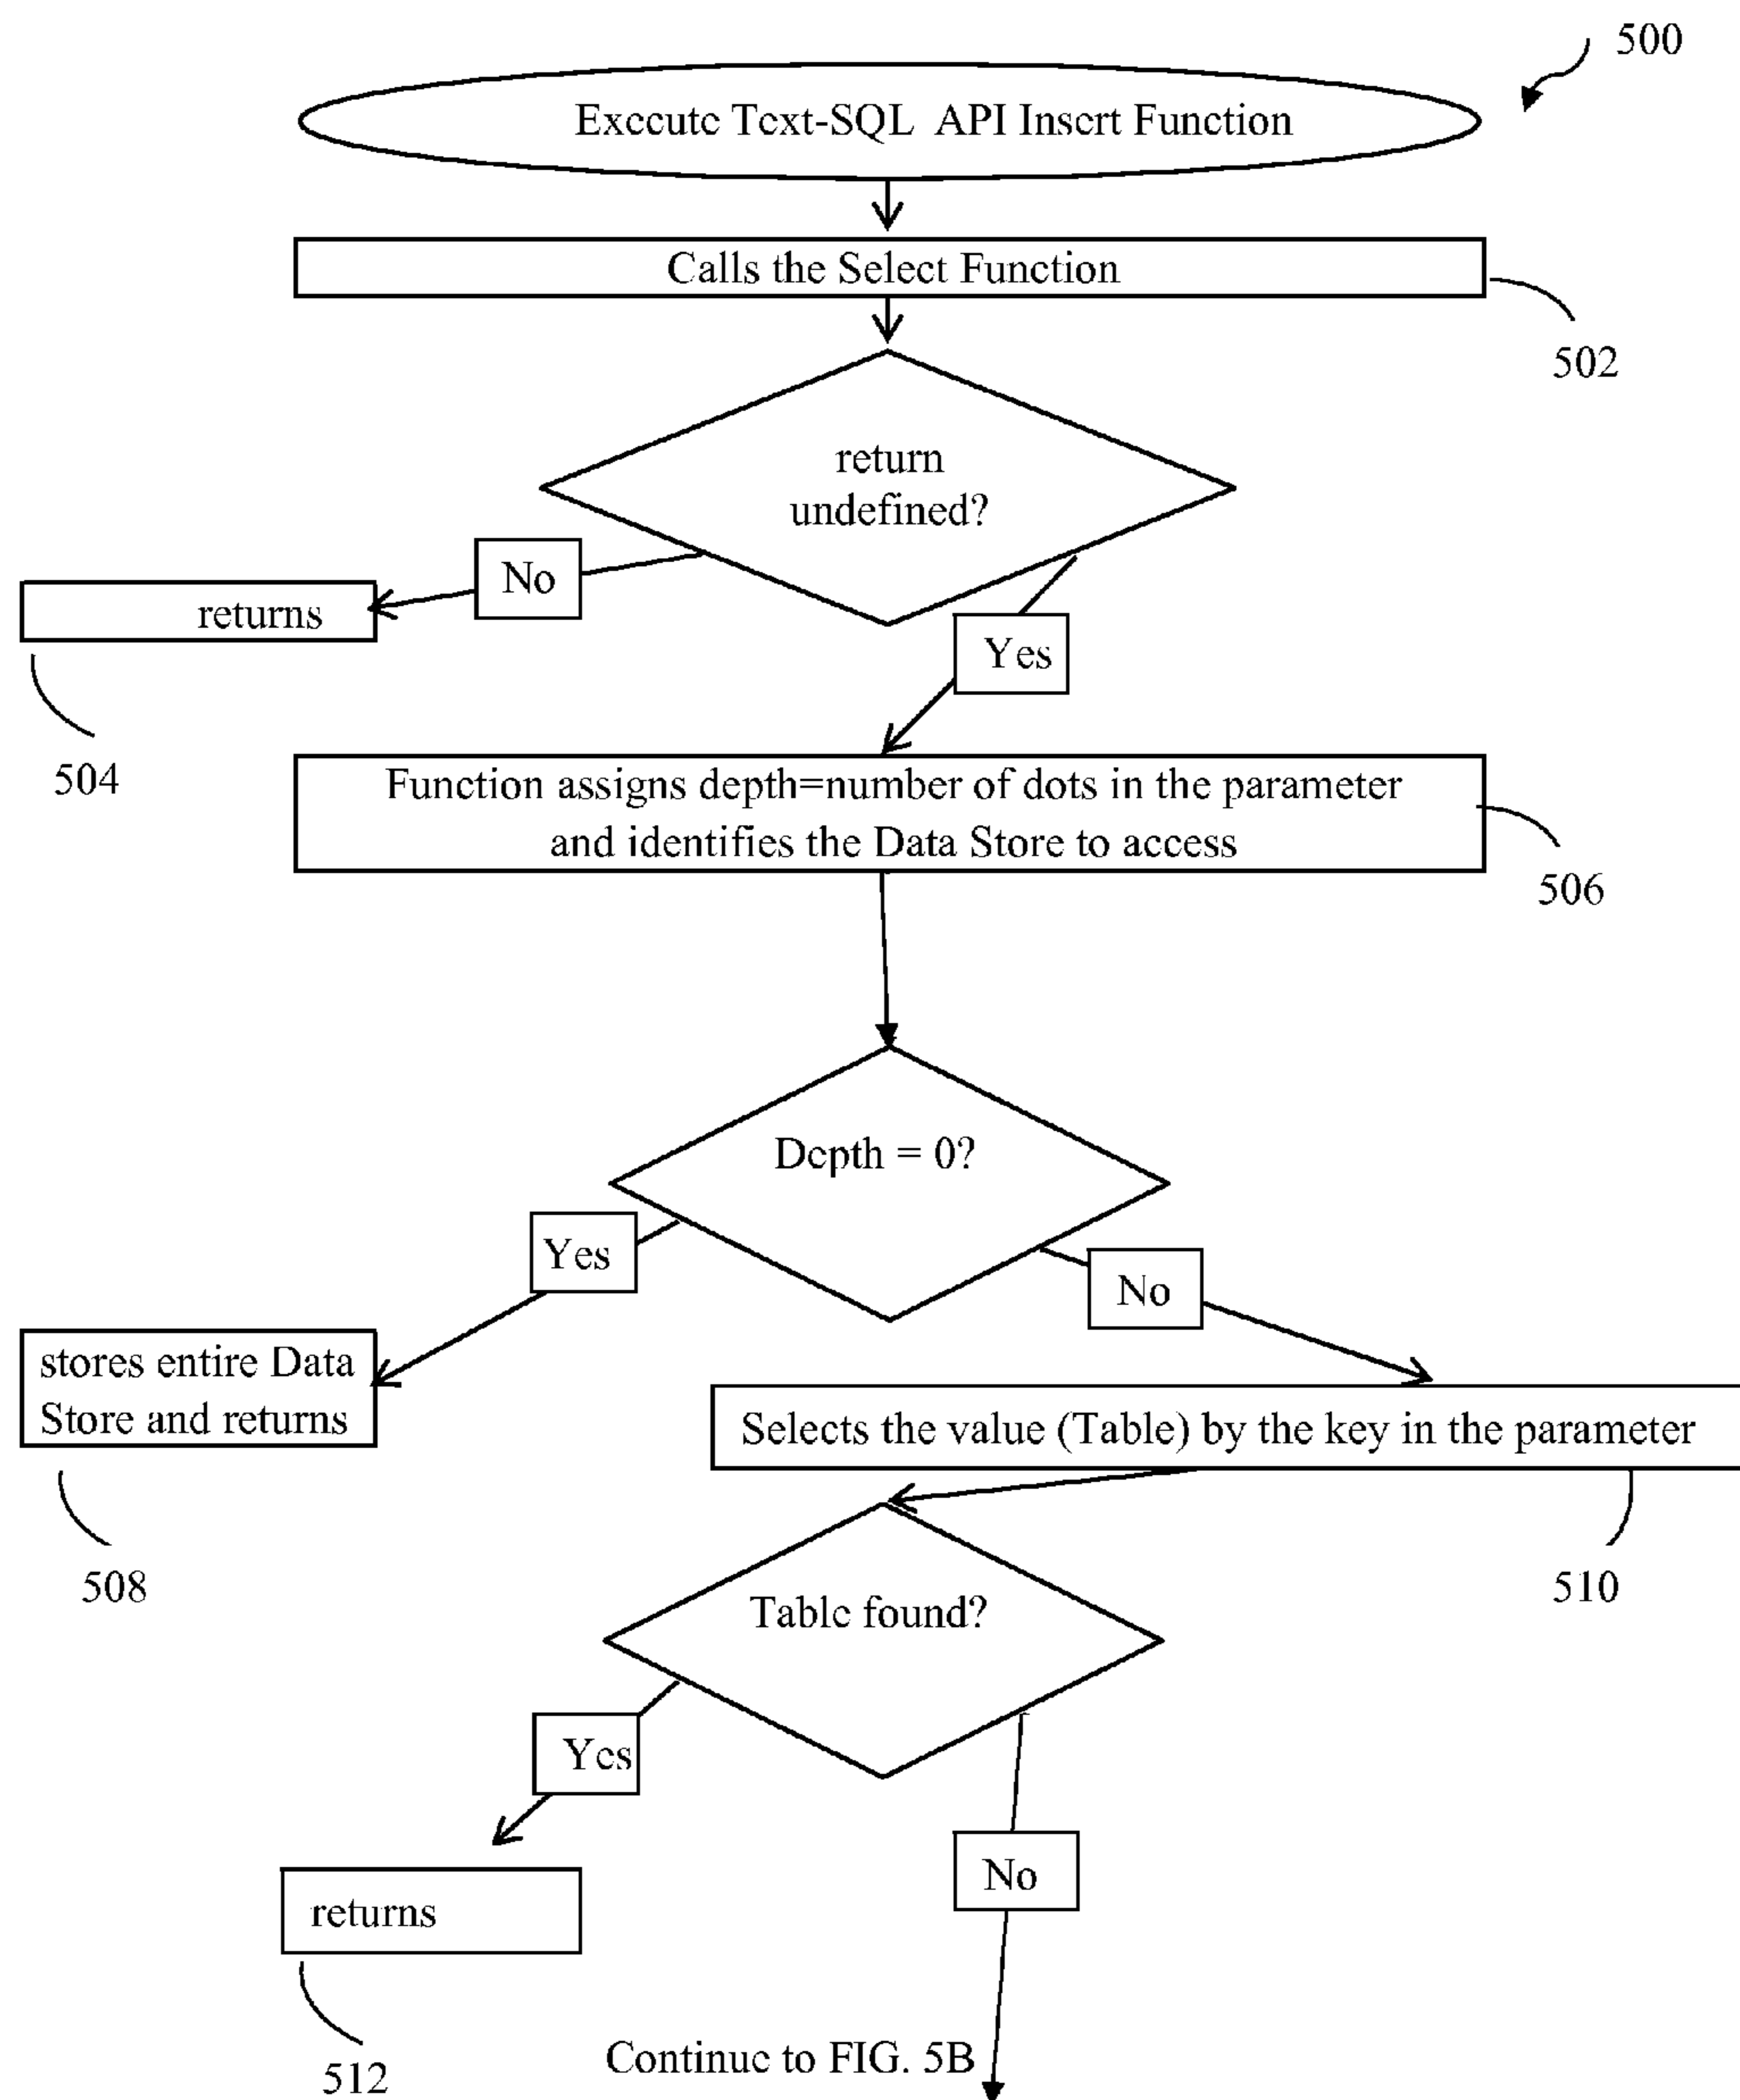 500
Execute Text-SQL API Insert Function
Calls the Select Function
502
return
undefined?
No
returns
Yes
504
Function assigns depth=number of dots in the parameter
and identifies the Data Store to access
506
Depth = 0?
Yes
No
stores entire Data
Store and returns
Selects the value (Table) by the key in the parameter
508
510
Table found?
Yes
No
returns
512
Continue to FIG. 5B